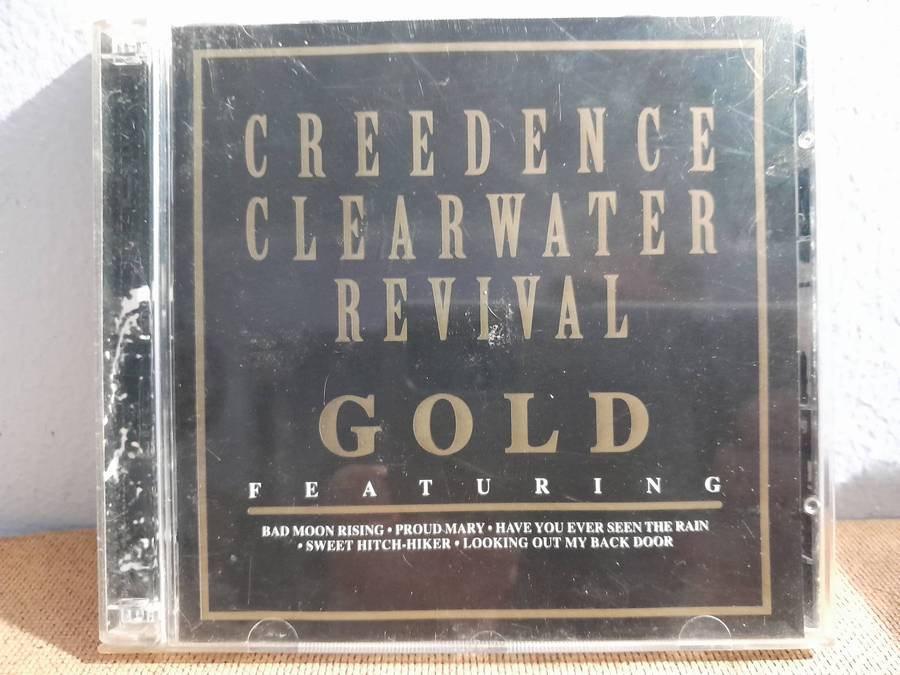 CREEDENCE
CLEARWATER
REVIVAL
GOLD
FEATURING
BAD MOON RISING • PROUD MARY • HAVE YOU EVER SEEN THE RAIN
• SWEET HITCH-HIKER • LOOKING OUT MY BACK DOOR